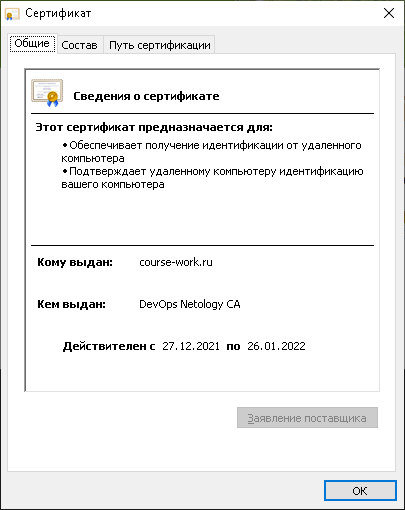 Сертификат
Общие Состав Путь сертификации
Сведения о сертификате
Этот сертификат предназначается для:
• Обеспечивает получение идентификации от удаленного
компьютера
• Подтверждает удаленному компьютеру идентификацию
вашего компьютера
Кому выдан: course-work.ru
Кем выдан: DevOps Netology CA
Действителен с 27.12.2021 по 26.01.2022
Заявление поставщика
ОК